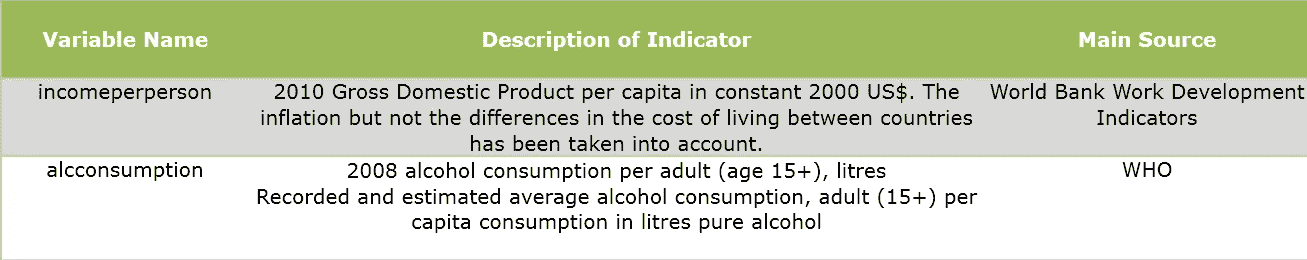 Variable Name Description of Indicator Main Source
incomeperperson 2010 Gross Domestic Product per capita in constant 2000 US$. The World Bank Work Development
inflation but not the differences in the cost of living between countries Indicators
has been taken into account.
alcconsumption 2008 alcohol consumption per adult (age 15+), litres WHO
Recorded and estimated average alcohol consumption, adult (15+) per
capita consumption in litres pure alcohol